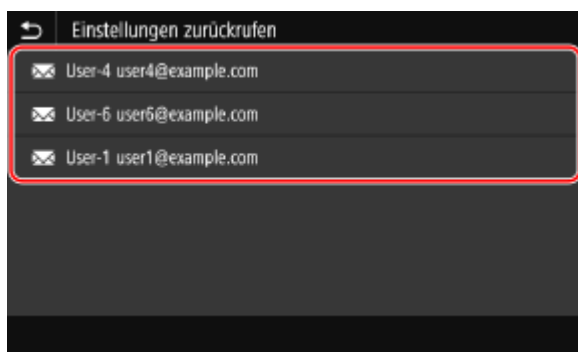 Einstellungen zurückrufen
User-4 user4@example.com
User-6 user6@example.com
User-1 user1@example.com